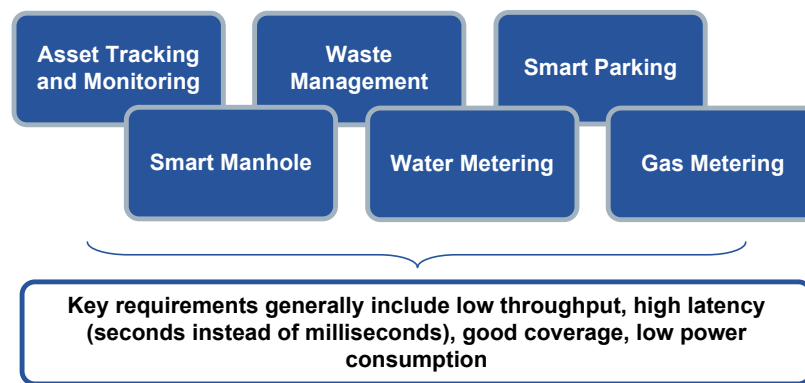 Asset Tracking
and Monitoring
Waste
Management
Smart Parking
Smart Manhole
Water Metering
Gas Metering
Key requirements generally include low throughput, high latency
(seconds instead of milliseconds), good coverage, low power
consumption